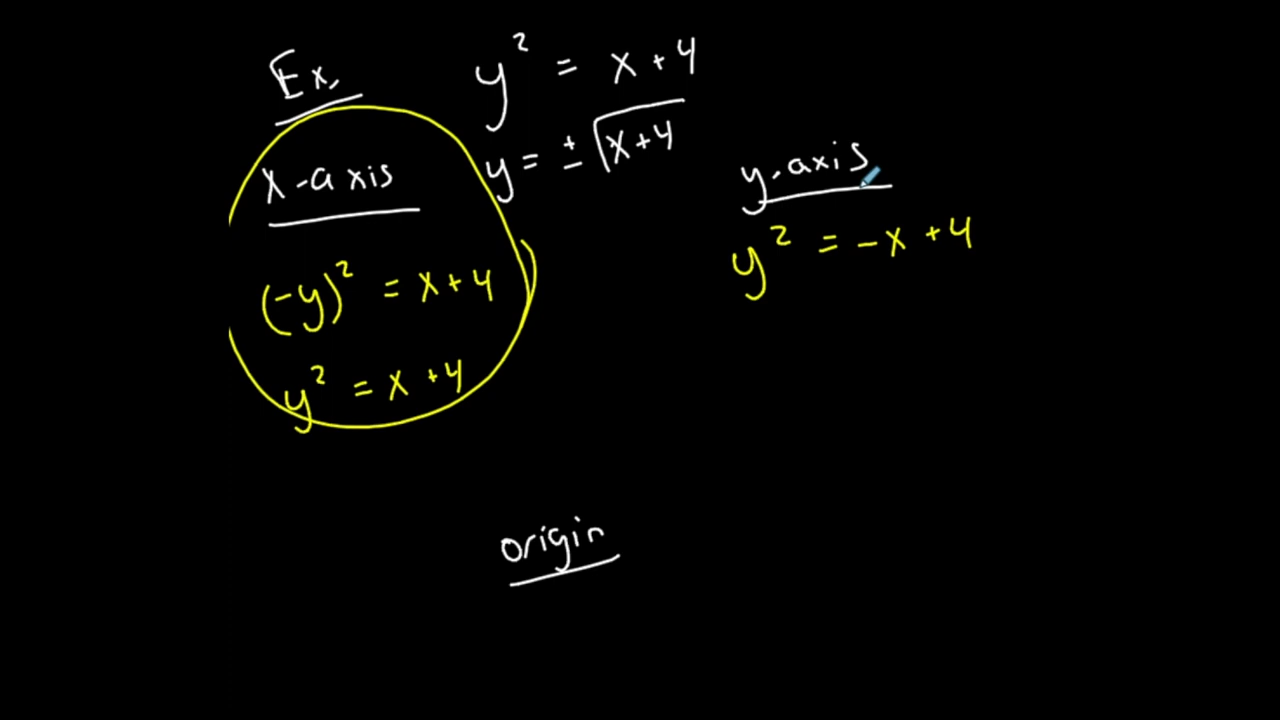 Ex.
y² = x + 4
y = ± √(x+4)
x-axis
(-y)² = x + 4
y² = x + 4
y-axis
y² = -x + 4
origin